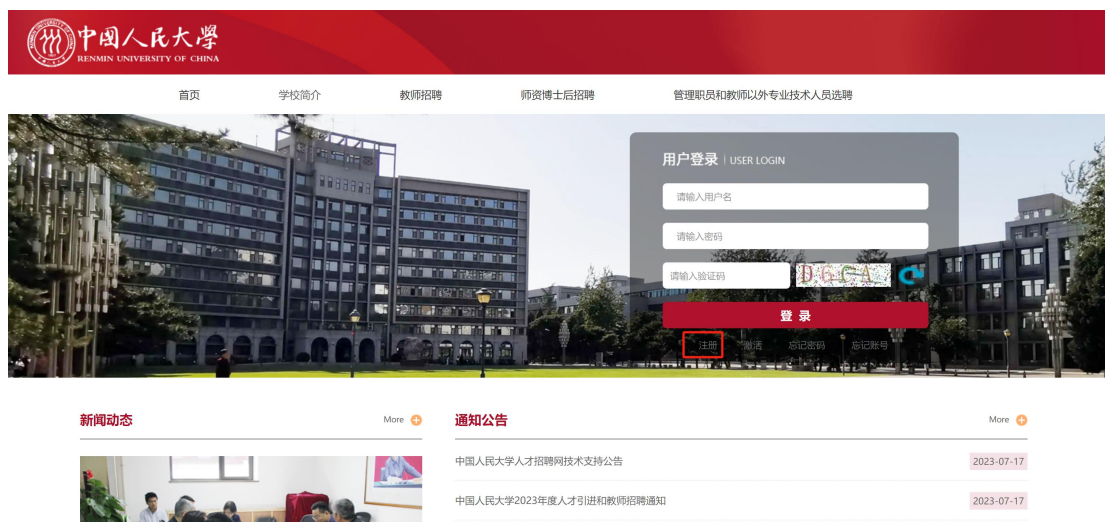 中國人民大學
RENMIN UNIVERSITY OF CHINA
首页 学校简介 教师招聘 师资博士后招聘 管理职员和教师以外专业技术人员选聘
用户登录 | USER LOGIN
请输入用户名
请输入密码
请输入验证码 D6GA
登 录
注册 激活 忘记密码 忘记账号
新闻动态 More
通知公告 More
中国人民大学人才招聘网技术支持公告 2023-07-17
中国人民大学2023年度人才引进和教师招聘通知 2023-07-17